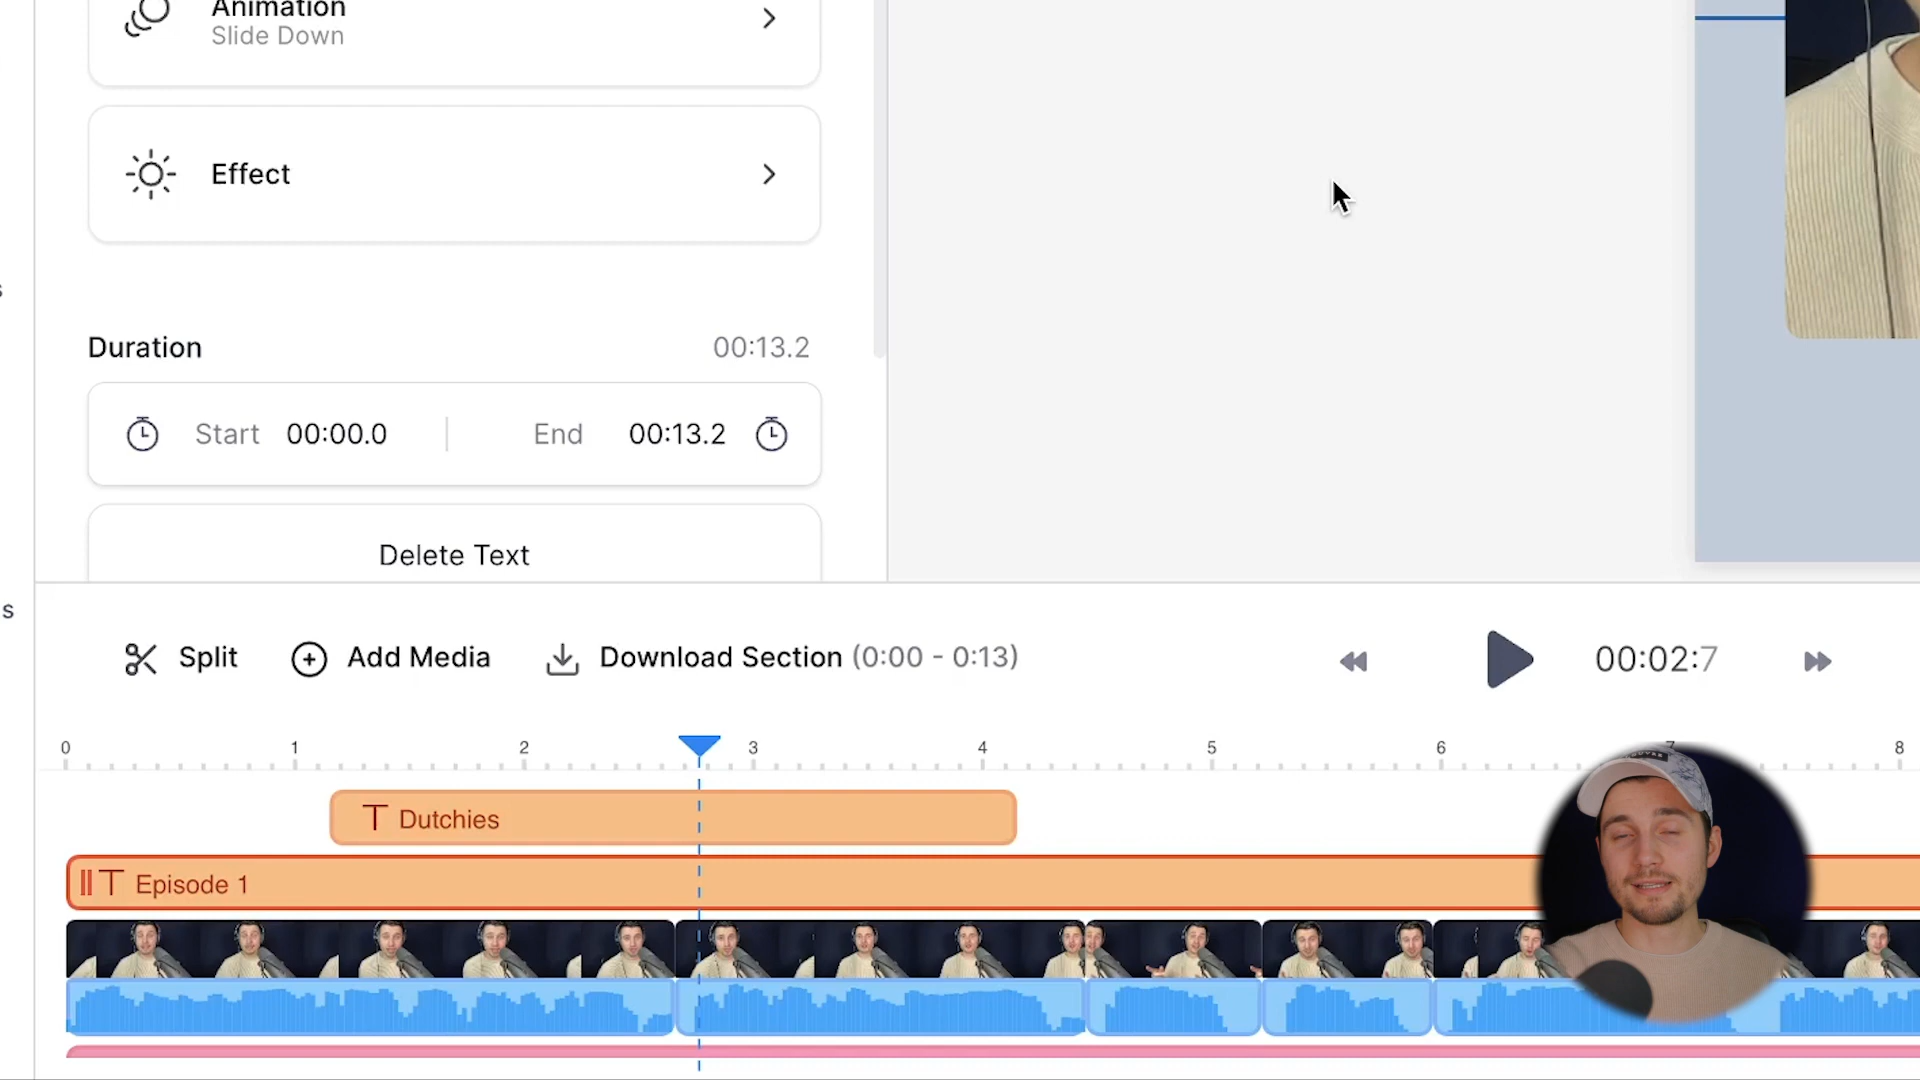 Animation
Slide Down
Effect
s
Duration 00:13.2
Start 00:00.0 End 00:13.2
Delete Text
s
Split Add Media Download Section (0:00 - 0:13) 00:02:7
0 1 2 3 4 5 6 7 8
T Dutchies
T Episode 1